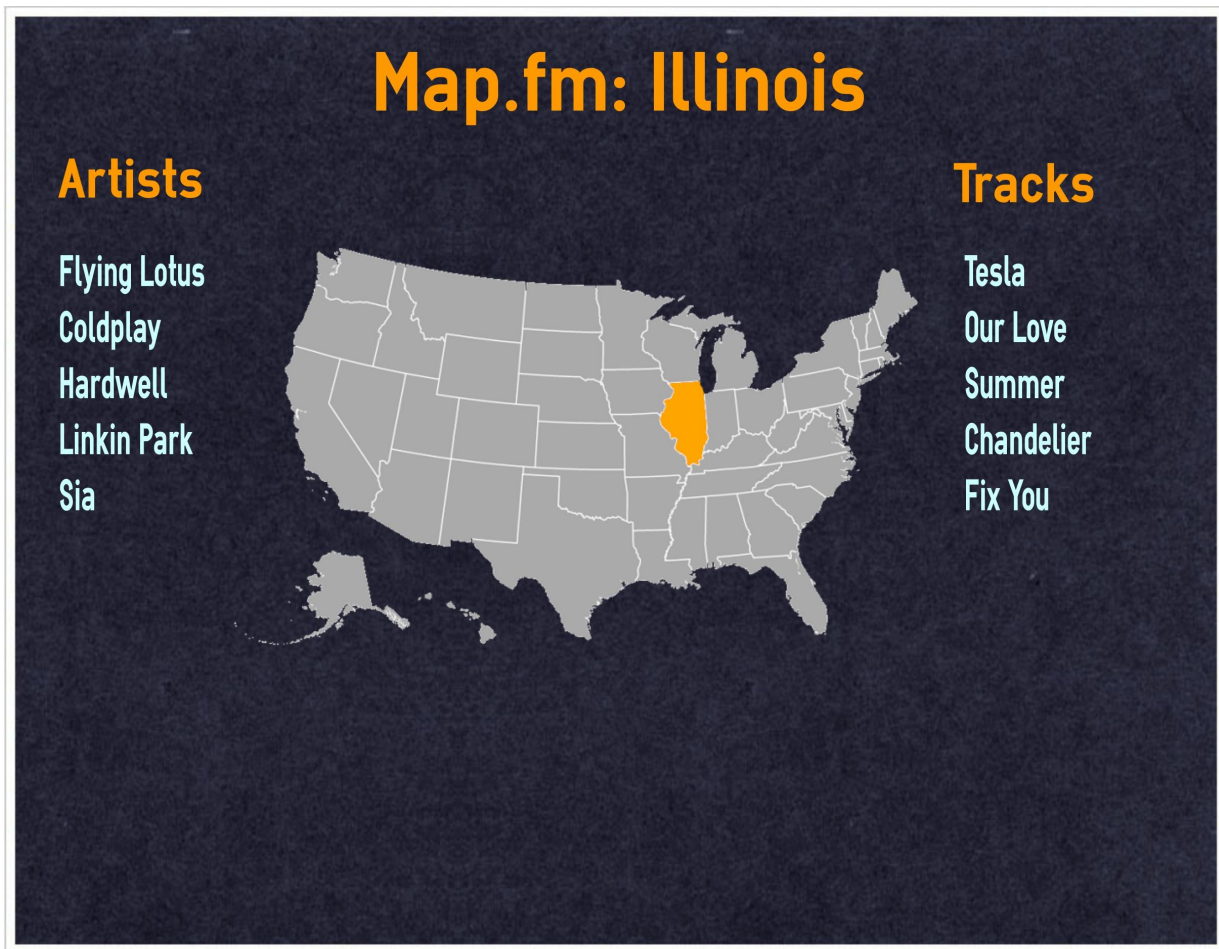 Map.fm: Illinois
Artists
Flying Lotus
Coldplay
Hardwell
Linkin Park
Sia
Tracks
Tesla
Our Love
Summer
Chandelier
Fix You